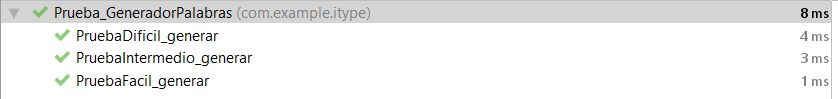 Prueba_GeneradorPalabras (com.example.itype) 8 ms
PruebaDificil_generar 4 ms
PruebaIntermedio_generar 3 ms
PruebaFacil_generar 1 ms